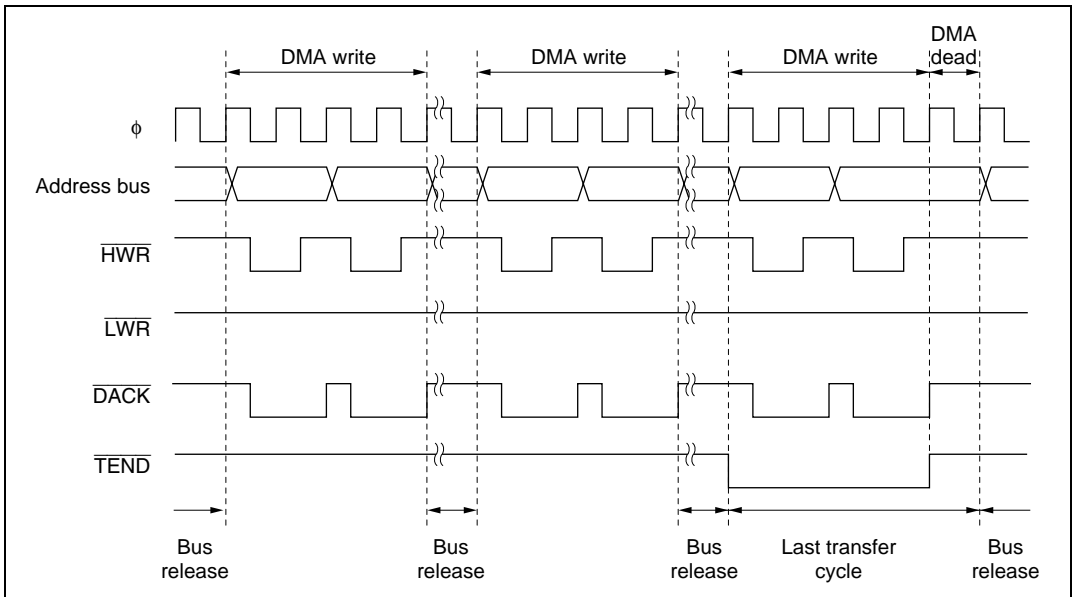 DMA
dead
DMA write DMA write DMA write
ϕ
Address bus
HWR
LWR
DACK
TEND
Bus release
Bus release
Bus release
Last transfer cycle
Bus release